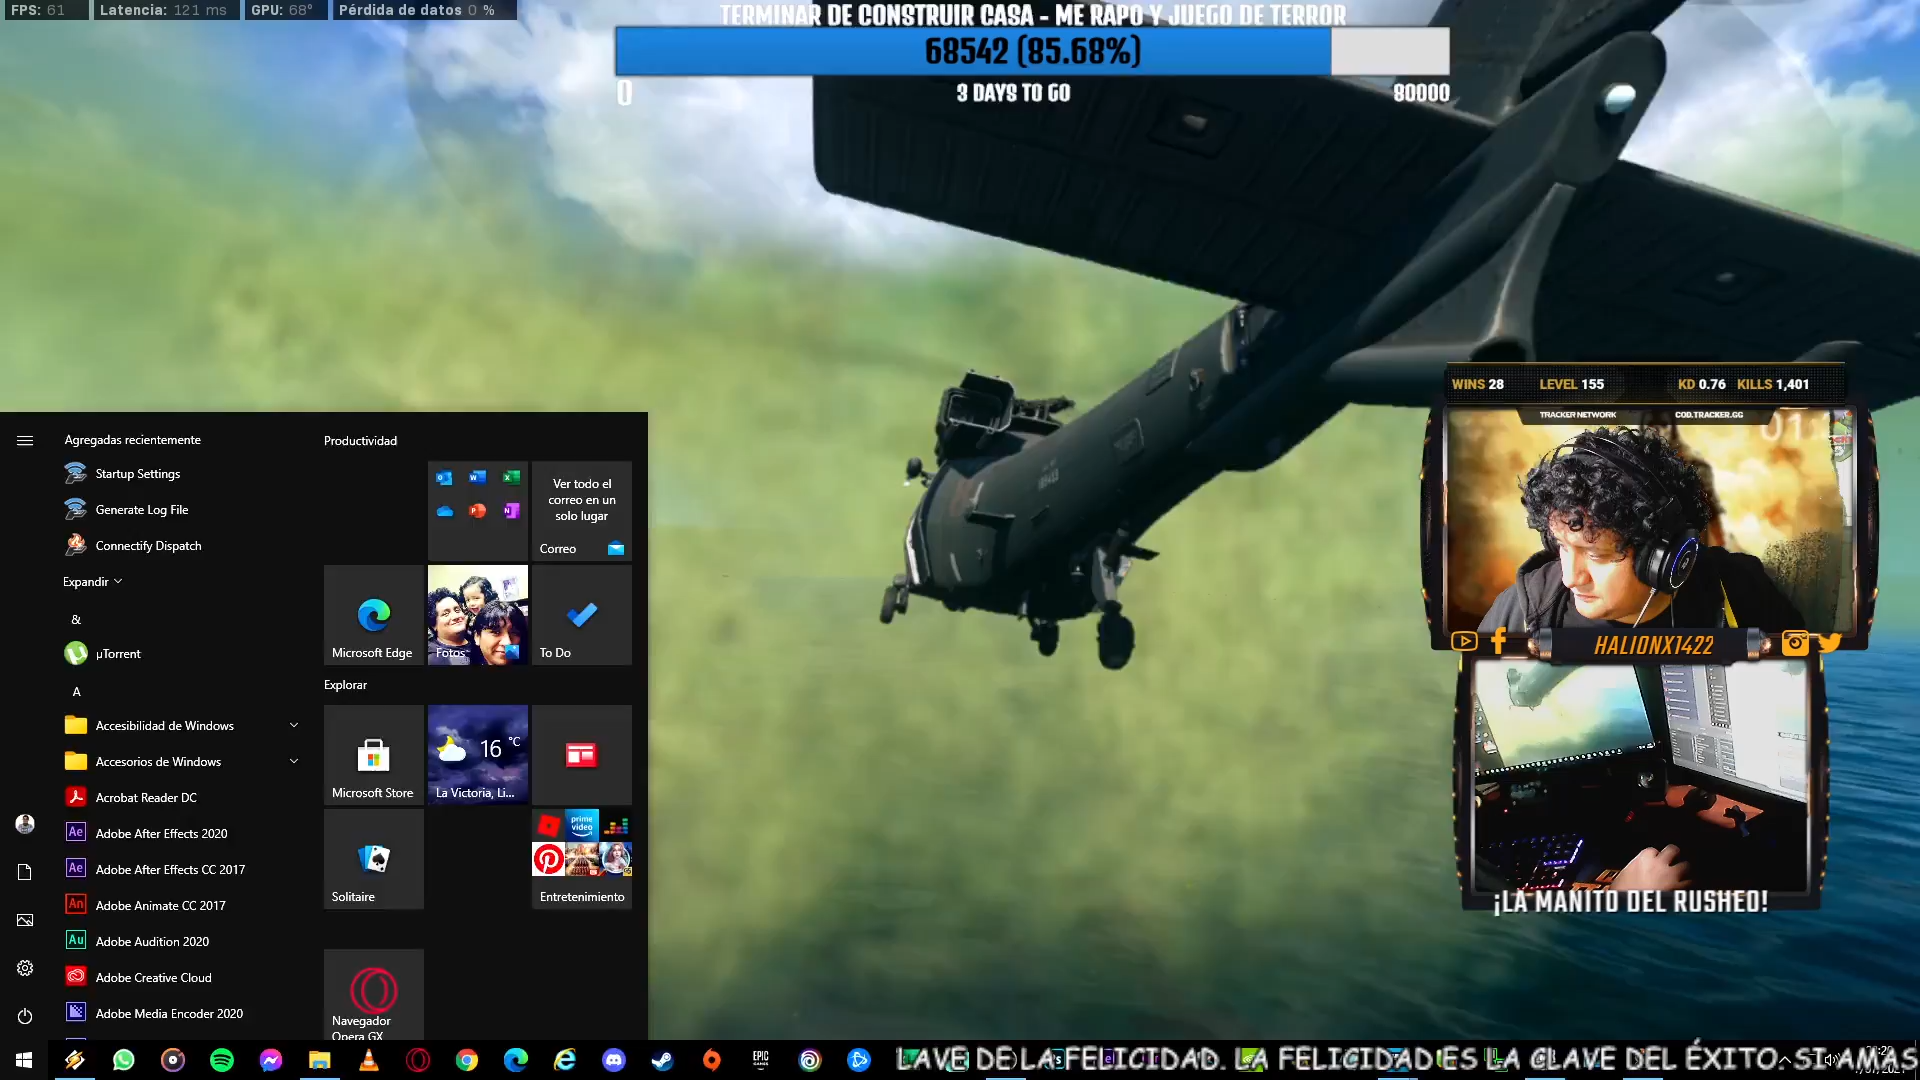 FPS: 61
Latencia: 121 ms
GPU: 68°
Pérdida de datos 0 %
TERMINAR DE CONSTRUIR CASA - ME RAPO Y JUEGO DE TERROR
68542 (85.68%)
0
3 DAYS TO GO
80000
WINS 28
LEVEL 155
KD 0.76
KILLS 1,401
TRACKER NETWORK
COD.TRACKER.GG
HALIONX1422
¡LA MANITO DEL RUSHEO!
Agregadas recientemente
Startup Settings
Generate Log File
Connectify Dispatch
Expandir
&
µTorrent
A
Accesibilidad de Windows
Accesorios de Windows
Acrobat Reader DC
Adobe After Effects 2020
Adobe After Effects CC 2017
Adobe Animate CC 2017
Adobe Audition 2020
Adobe Creative Cloud
Adobe Media Encoder 2020
Productividad
Ver todo el
correo en un
solo lugar
Correo
Microsoft Edge
Fotos
To Do
Explorar
Microsoft Store
16 °C
La Victoria, Li...
Solitaire
prime video
Entretenimiento
Navegador
Opera GX
EPIC GAMES
LAVE DE LA FELICIDAD. LA FELICIDAD ES LA CLAVE DEL ÉXITO. SI AMAS